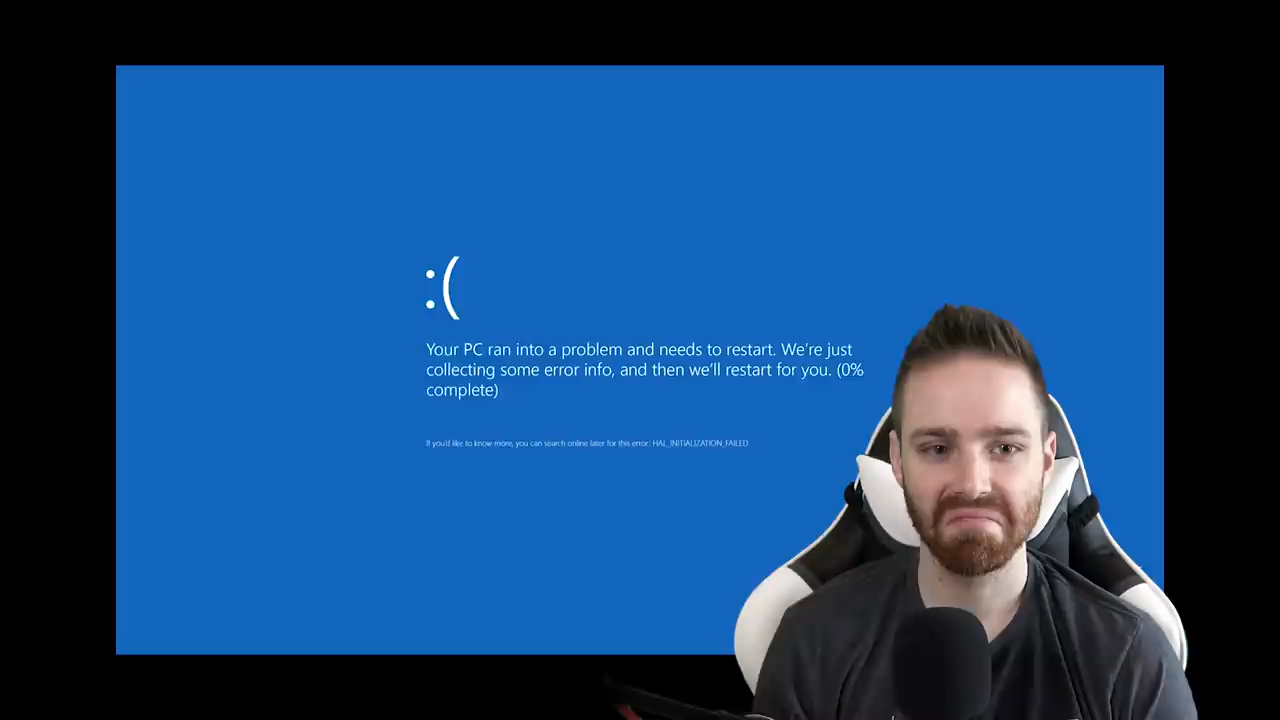 :(
Your PC ran into a problem and needs to restart. We're just
collecting some error info, and then we'll restart for you. (0%
complete)
If you'd like to know more, you can search online later for this error: HAL_INITIALIZATION_FAILED